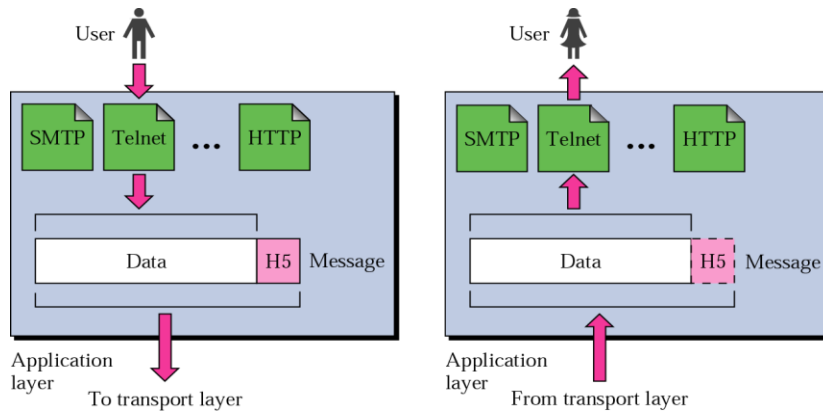 User
SMTP Telnet ... HTTP
Data H5 Message
Application
layer
To transport layer
User
SMTP Telnet ... HTTP
Data H5 Message
Application
layer
From transport layer